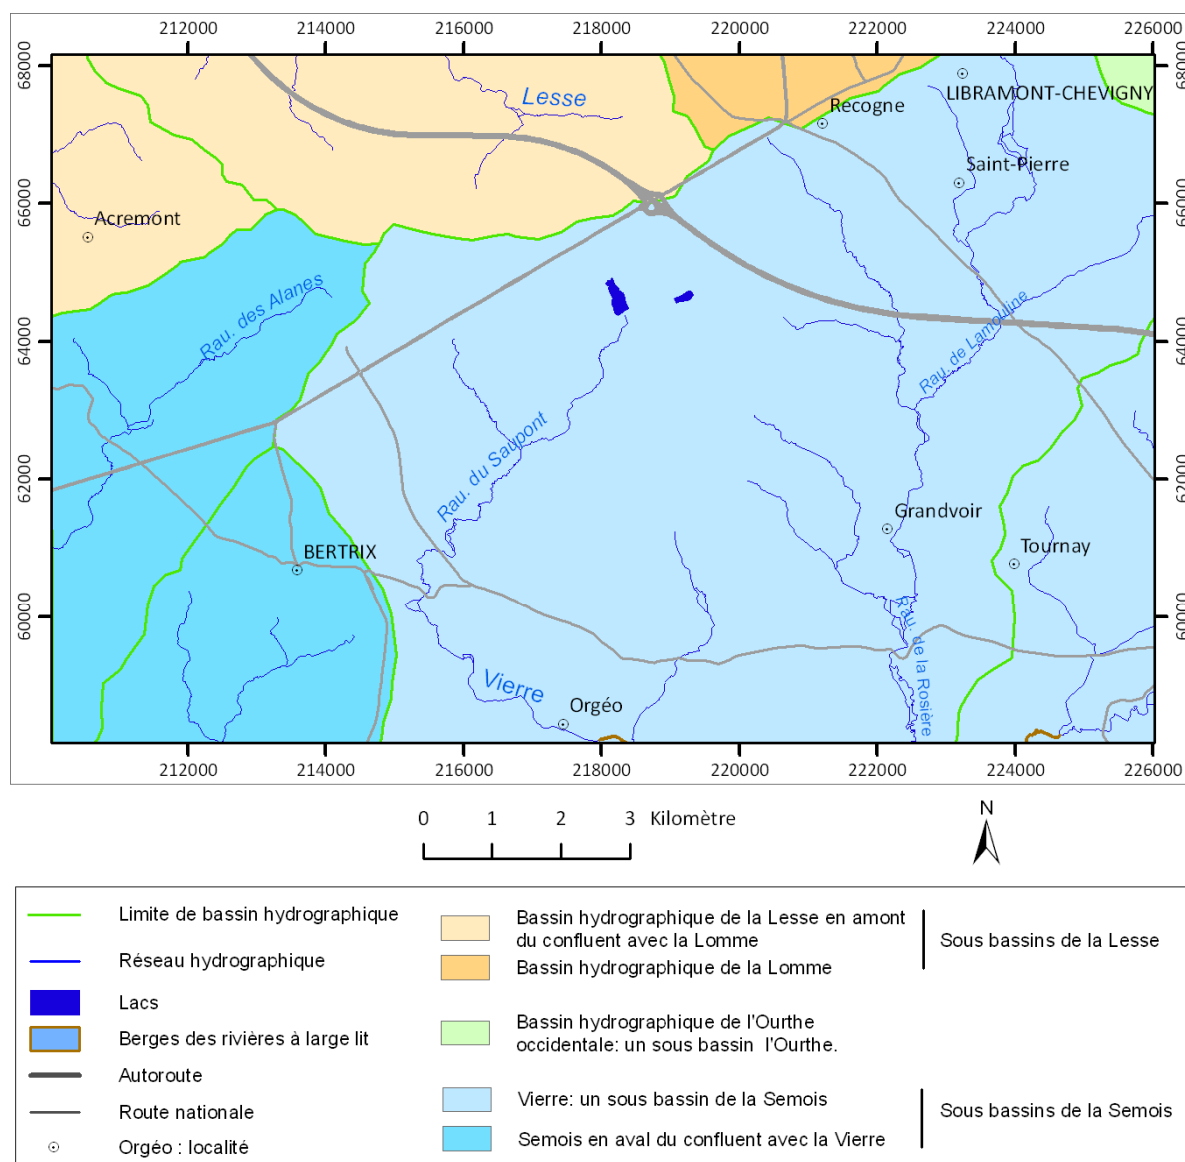 212000 214000 216000 218000 220000 222000 224000 226000
68000 68000
Lesse
LIBRAMONT-CHEVIGNY
Recogne
Saint-Pierre
66000 66000
Acremont
Rau. des Alanes
64000 64000
Rau. de Lamouline
Rau. du Saupont
62000 62000
Grandvoir
BERTRIX
Tournay
60000 60000
Rau. de la Rosière
Vierre
Orgéo
212000 214000 216000 218000 220000 222000 224000 226000
0 1 2 3 Kilomètre
N
Limite de bassin hydrographique
Réseau hydrographique
Lacs
Berges des rivières à large lit
Autoroute
Route nationale
Orgéo : localité
Bassin hydrographique de la Lesse en amont
du confluent avec la Lomme
Bassin hydrographique de la Lomme
Sous bassins de la Lesse
Bassin hydrographique de l'Ourthe
occidentale: un sous bassin l'Ourthe.
Vierre: un sous bassin de la Semois
Semois en aval du confluent avec la Vierre
Sous bassins de la Semois